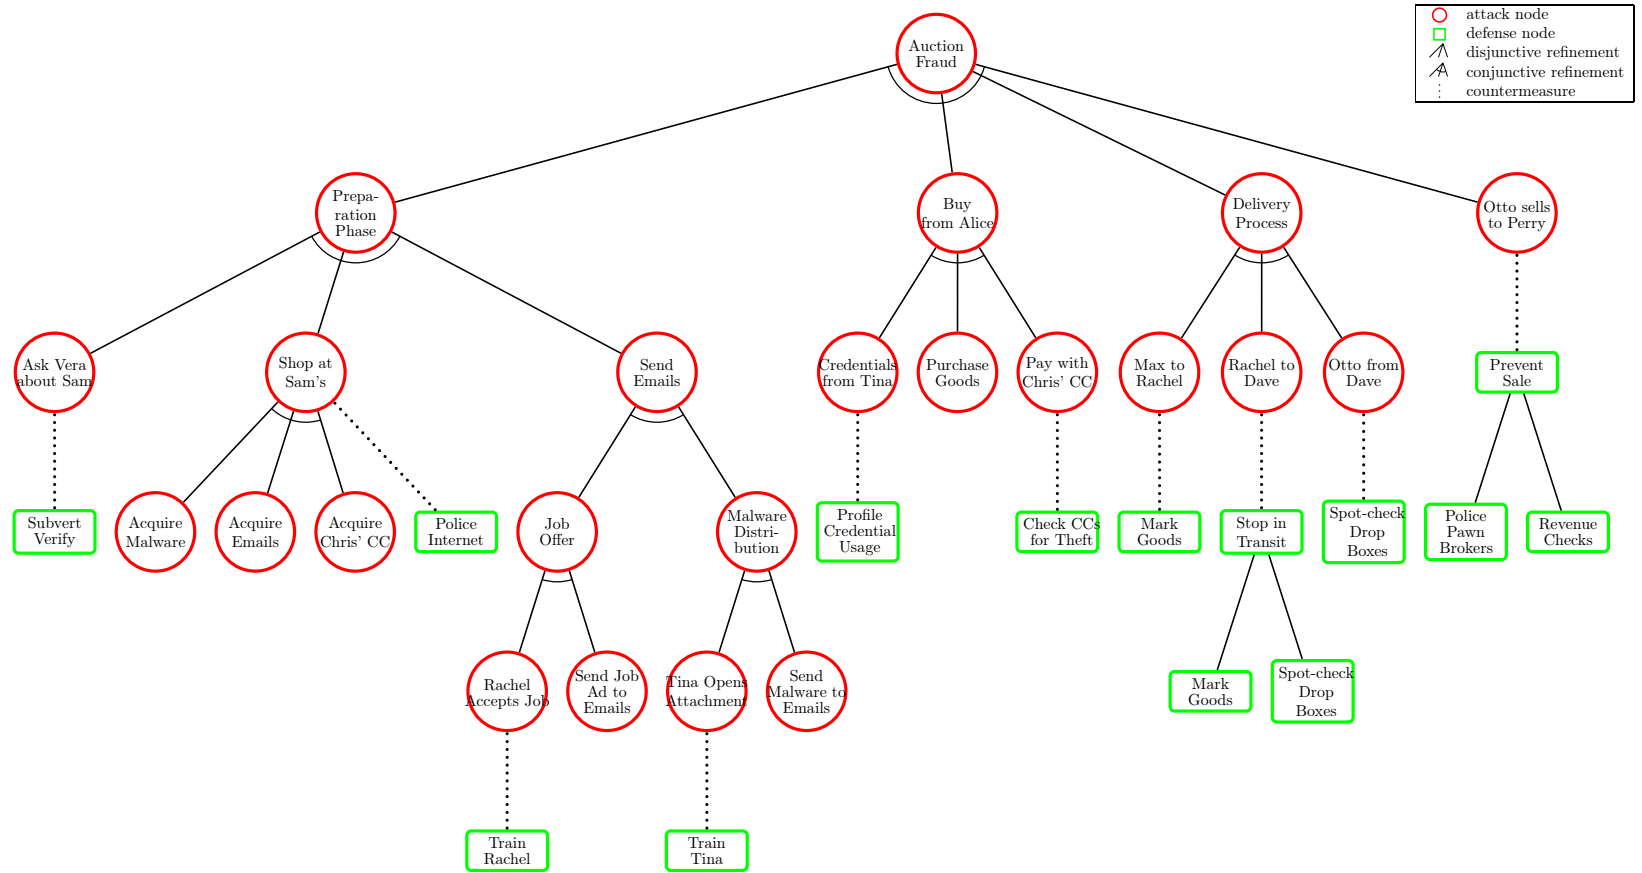 Auction
Fraud
attack node
defense node
disjunctive refinement
conjunctive refinement
countermeasure
Prepa-
ration
Phase
Buy
from Alice
Delivery
Process
Otto sells
to Perry
Ask Vera
about Sam
Shop at
Sam's
Send
Emails
Credentials
from Tina
Purchase
Goods
Pay with
Chris' CC
Max to
Rachel
Rachel to
Dave
Otto from
Dave
Prevent
Sale
Subvert
Verify
Acquire
Malware
Acquire
Emails
Acquire
Chris' CC
Police
Internet
Job
Offer
Malware
Distri-
bution
Profile
Credential
Usage
Check CCs
for Theft
Mark
Goods
Stop in
Transit
Spot-check
Drop
Boxes
Police
Pawn
Brokers
Revenue
Checks
Rachel
Accepts Job
Send Job
Ad to
Emails
Tina Opens
Attachment
Send
Malware to
Emails
Mark
Goods
Spot-check
Drop
Boxes
Train
Rachel
Train
Tina